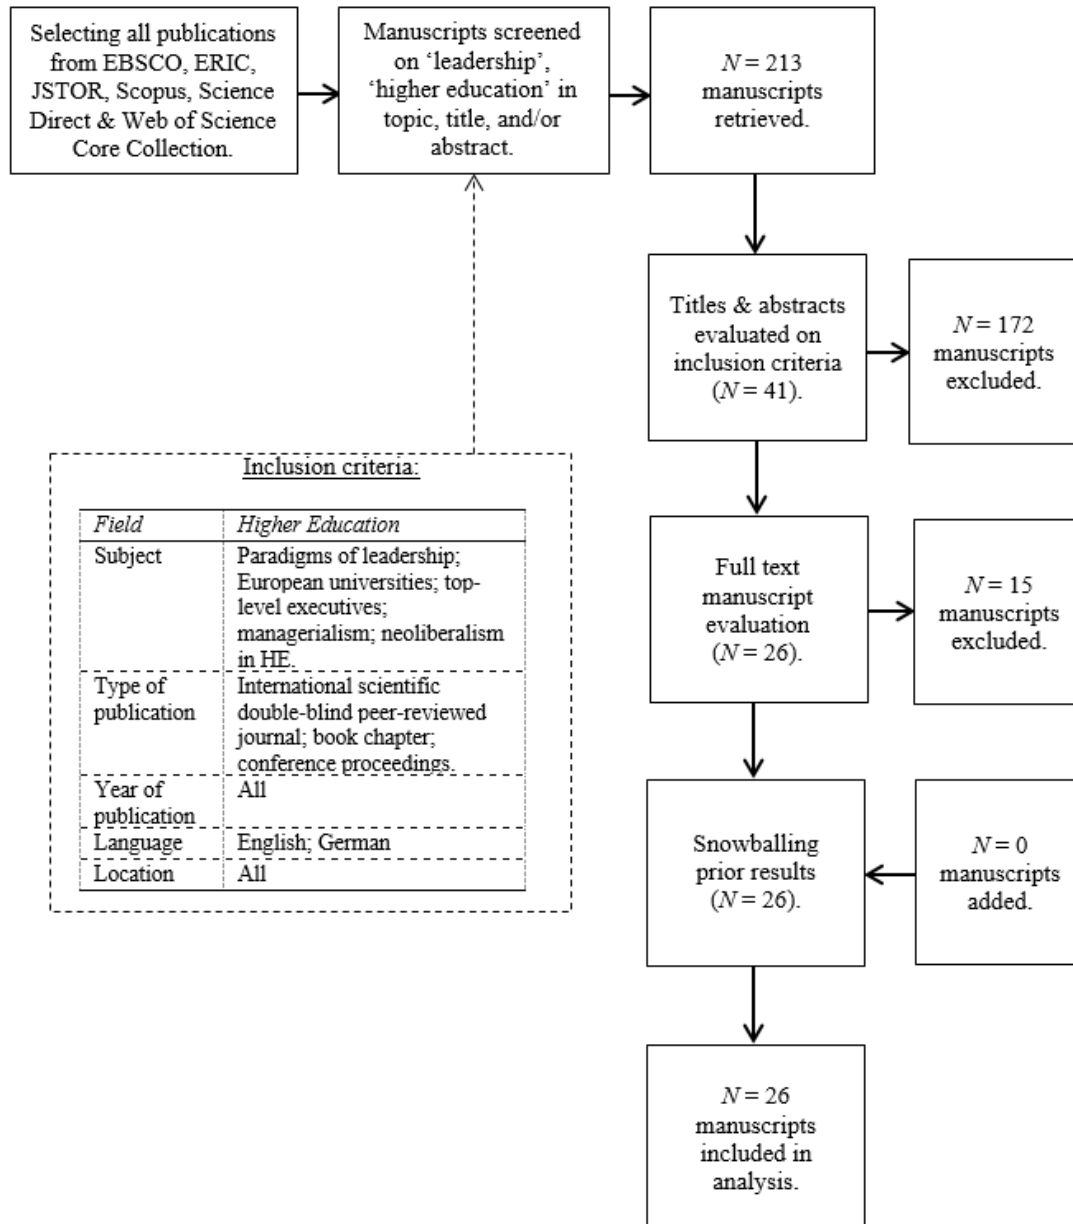 Selecting all publications
from EBSCO, ERIC,
JSTOR, Scopus, Science
Direct & Web of Science
Core Collection.
Manuscripts screened
on ‘leadership’,
‘higher education’ in
topic, title, and/or
abstract.
N = 213
manuscripts
retrieved.
Titles & abstracts
evaluated on
inclusion criteria
(N = 41).
N = 172
manuscripts
excluded.
Inclusion criteria:
Field Higher Education
Subject Paradigms of leadership;
European universities; top-
level executives;
managerialism; neoliberalism
in HE.
Type of International scientific
publication double-blind peer-reviewed
journal; book chapter;
conference proceedings.
Year of All
publication
Language English; German
Location All
Full text
manuscript
evaluation
(N = 26).
N = 15
manuscripts
excluded.
Snowballing
prior results
(N = 26).
N = 0
manuscripts
added.
N = 26
manuscripts
included in
analysis.